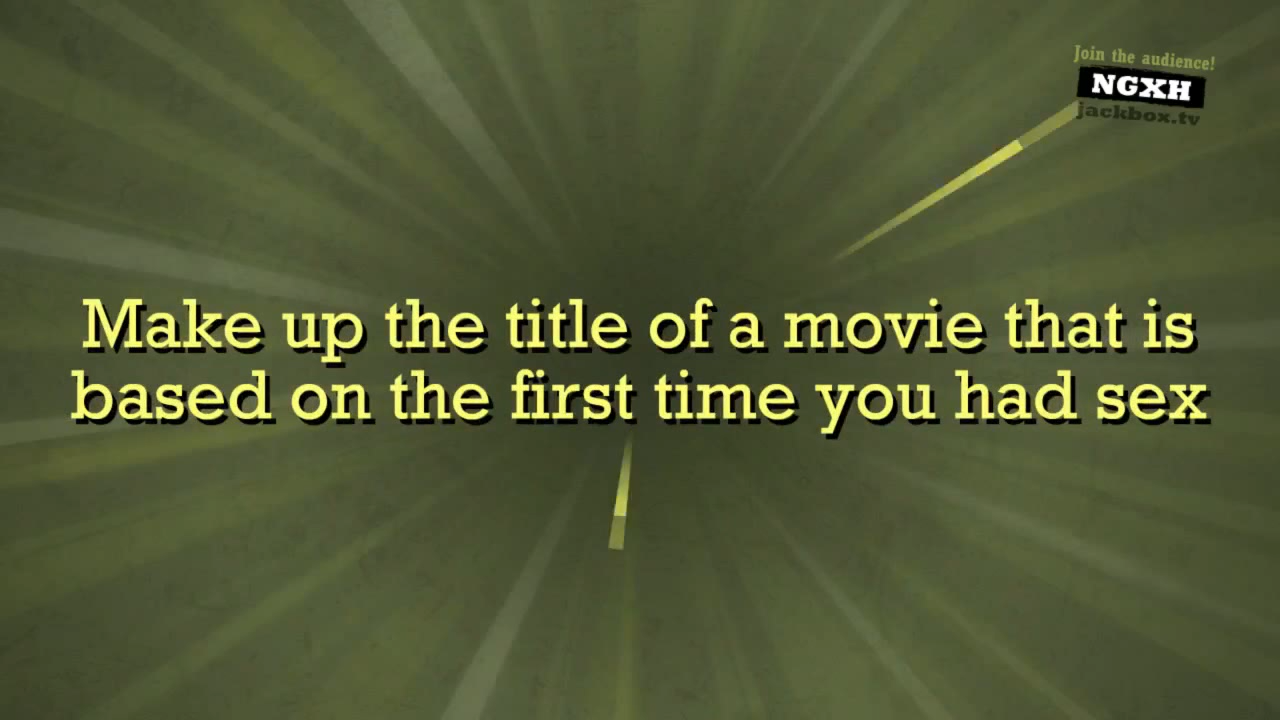 Join the audience!
NGXH
jackbox.tv
Make up the title of a movie that is
based on the first time you had sex